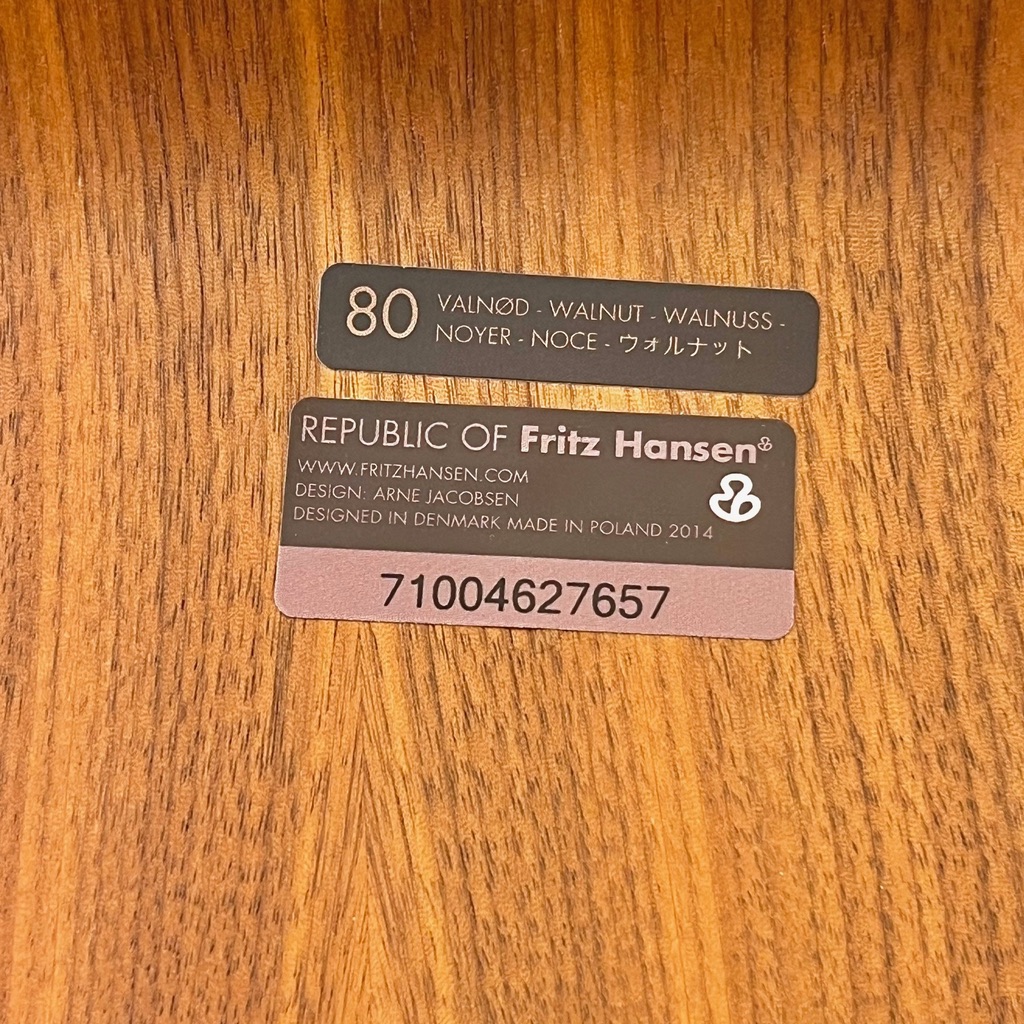 80 VALNØD - WALNUT - WALNUSS -
NOYER - NOCE - ウォルナット
REPUBLIC OF Fritz Hansen
WWW.FRITZHANSEN.COM
DESIGN: ARNE JACOBSEN
DESIGNED IN DENMARK MADE IN POLAND 2014
71004627657